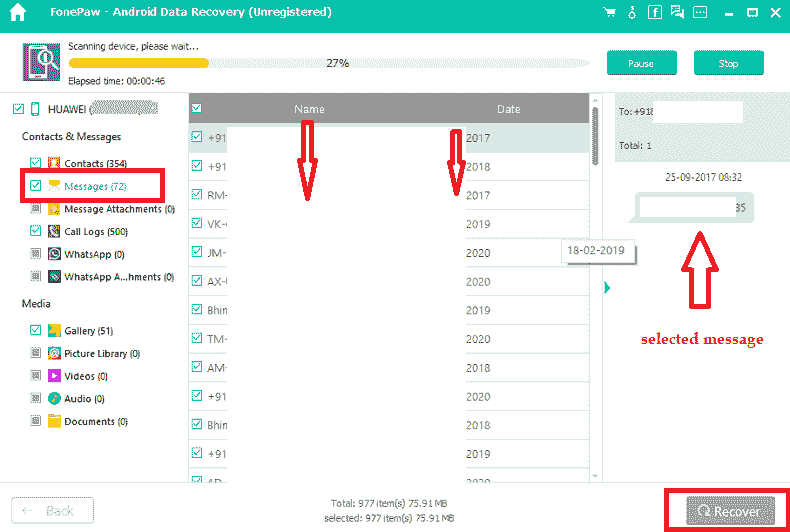 FonePaw - Android Data Recovery (Unregistered)
Scanning device, please wait...
27%
Elapsed time: 00:00:46
Pause
Stop
HUAWEI (
Contacts & Messages
Contacts (354)
Messages (72)
Message Attachments (0)
Call Logs (500)
WhatsApp (0)
WhatsApp A...hments (0)
Media
Gallery (51)
Picture Library (0)
Videos (0)
Audio (0)
Documents (0)
Name Date
+91 2017
+91 2018
RM- 2017
VK- 2019
JM- 2020
AX- 2020
Bhim 2019
TM- 2020
AM- 2018
+91 2020
Bhim 2018
+91 2019
AD- 2020
18-02-2019
To: +918
Total: 1
25-09-2017 08:32
35
selected message
Back
Total: 977 item(s) 75.91 MB
selected: 977 item(s) 75.91 MB
Recover